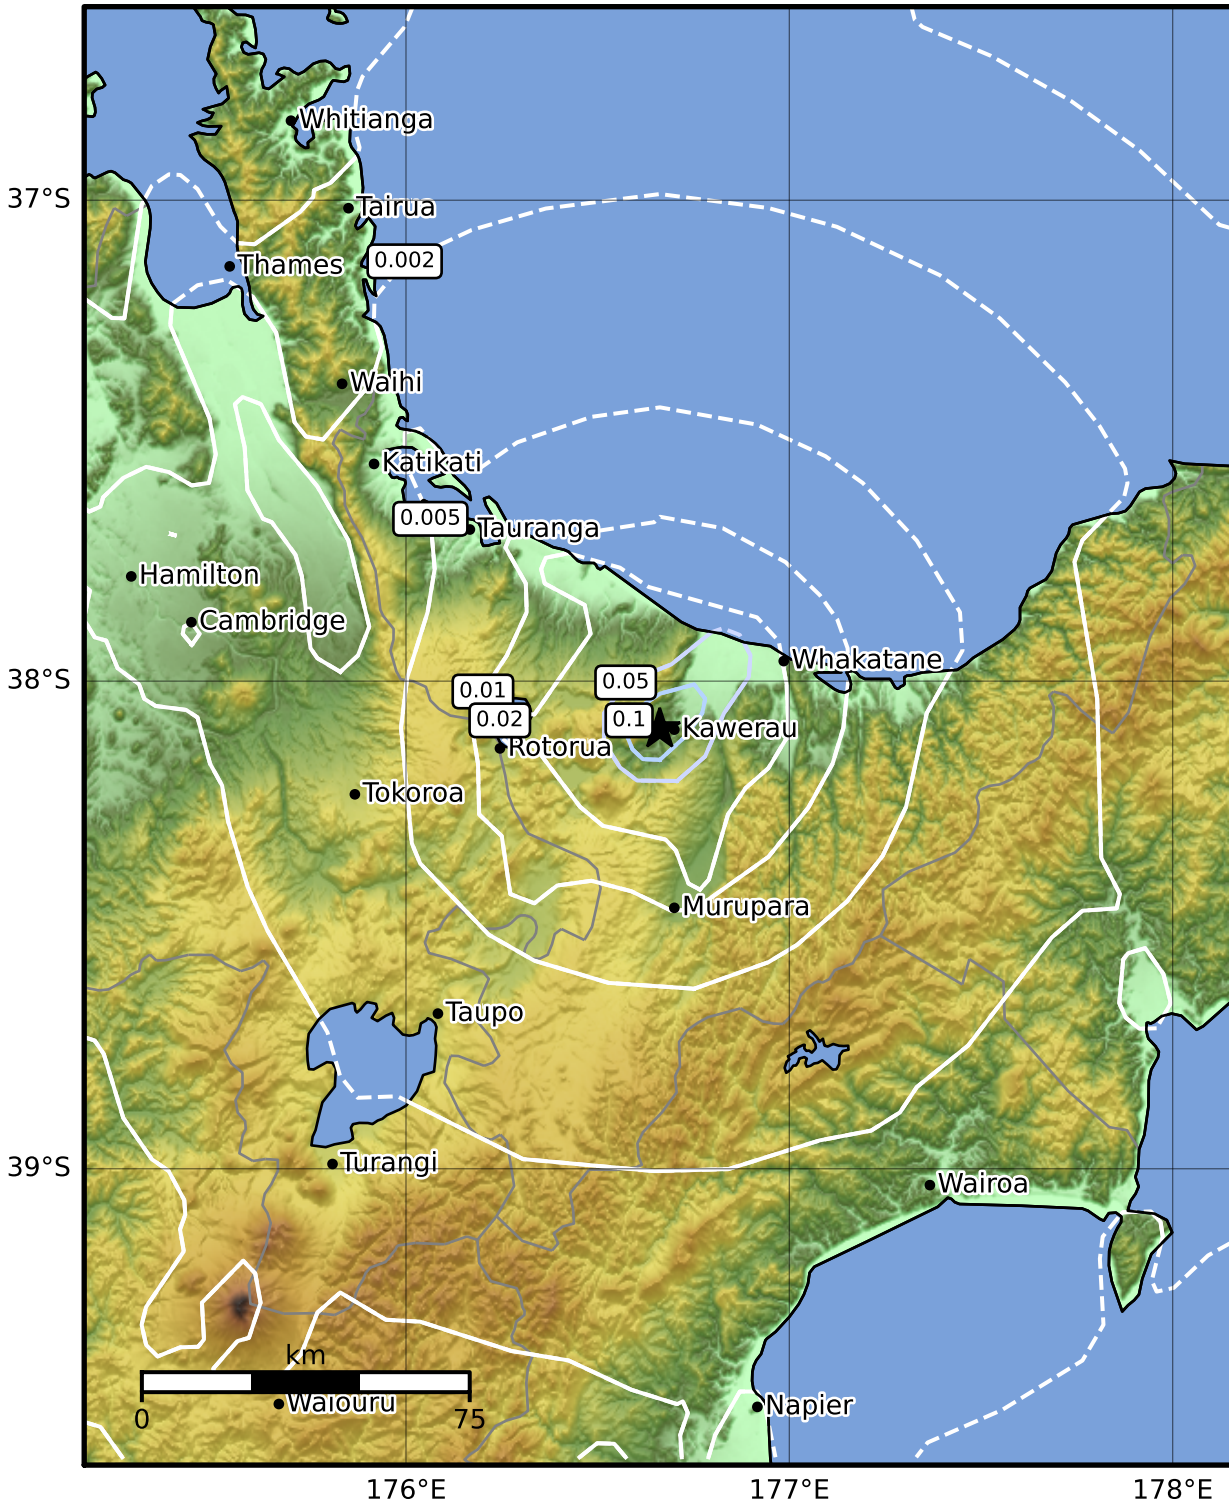 Whitianga
37°S
Tairua
Thames
0.002
Waihi
Katikati
0.005
Tauranga
Hamilton
Cambridge
Whakatane
38°S
0.01
0.05
0.02
0.1
Kawerau
Rotorua
Tokoroa
Murupara
Taupo
Turangi
39°S
Wairoa
km
Waiouru
Napier
0
75
176°E
177°E
178°E